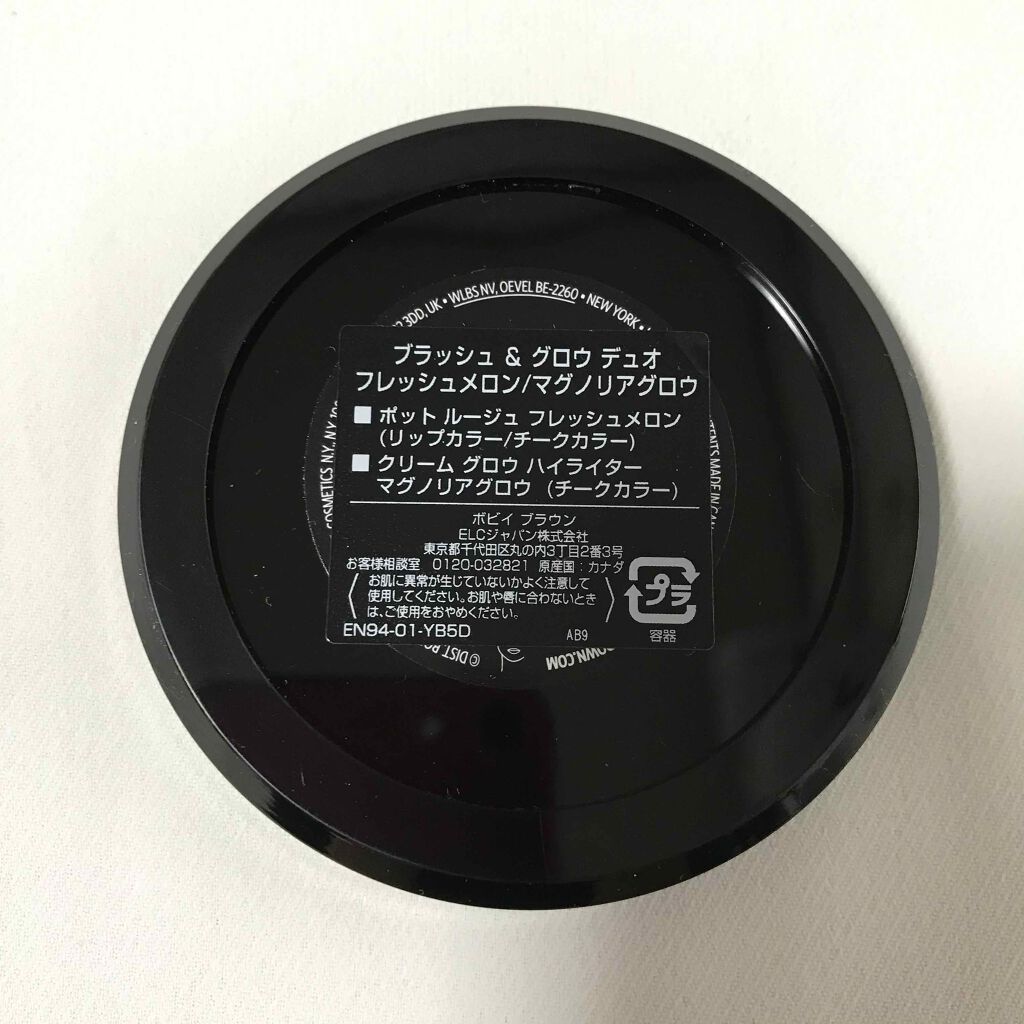 3DD, UK • WLBS NV, OEVEL BE-2260 • NEW YORK •
COSMETICS N.Y., N.Y.
MADE IN
ブラッシュ & グロウ デュオ
フレッシュメロン/マグノリアグロウ
■ ポット ルージュ フレッシュメロン
(リップカラー/チークカラー)
■ クリーム グロウ ハイライター
マグノリアグロウ (チークカラー)
ボビイ ブラウン
ELCジャパン株式会社
東京都千代田区丸の内3丁目2番3号
お客様相談室 0120-032821 原産国:カナダ
お肌に異常が生じていないかよく注意して
使用してください。お肌や唇に合わないとき
は、ご使用をおやめください。
プラ
EN94-01-YB5D
AB9
容器
© DIST.
OWN.COM